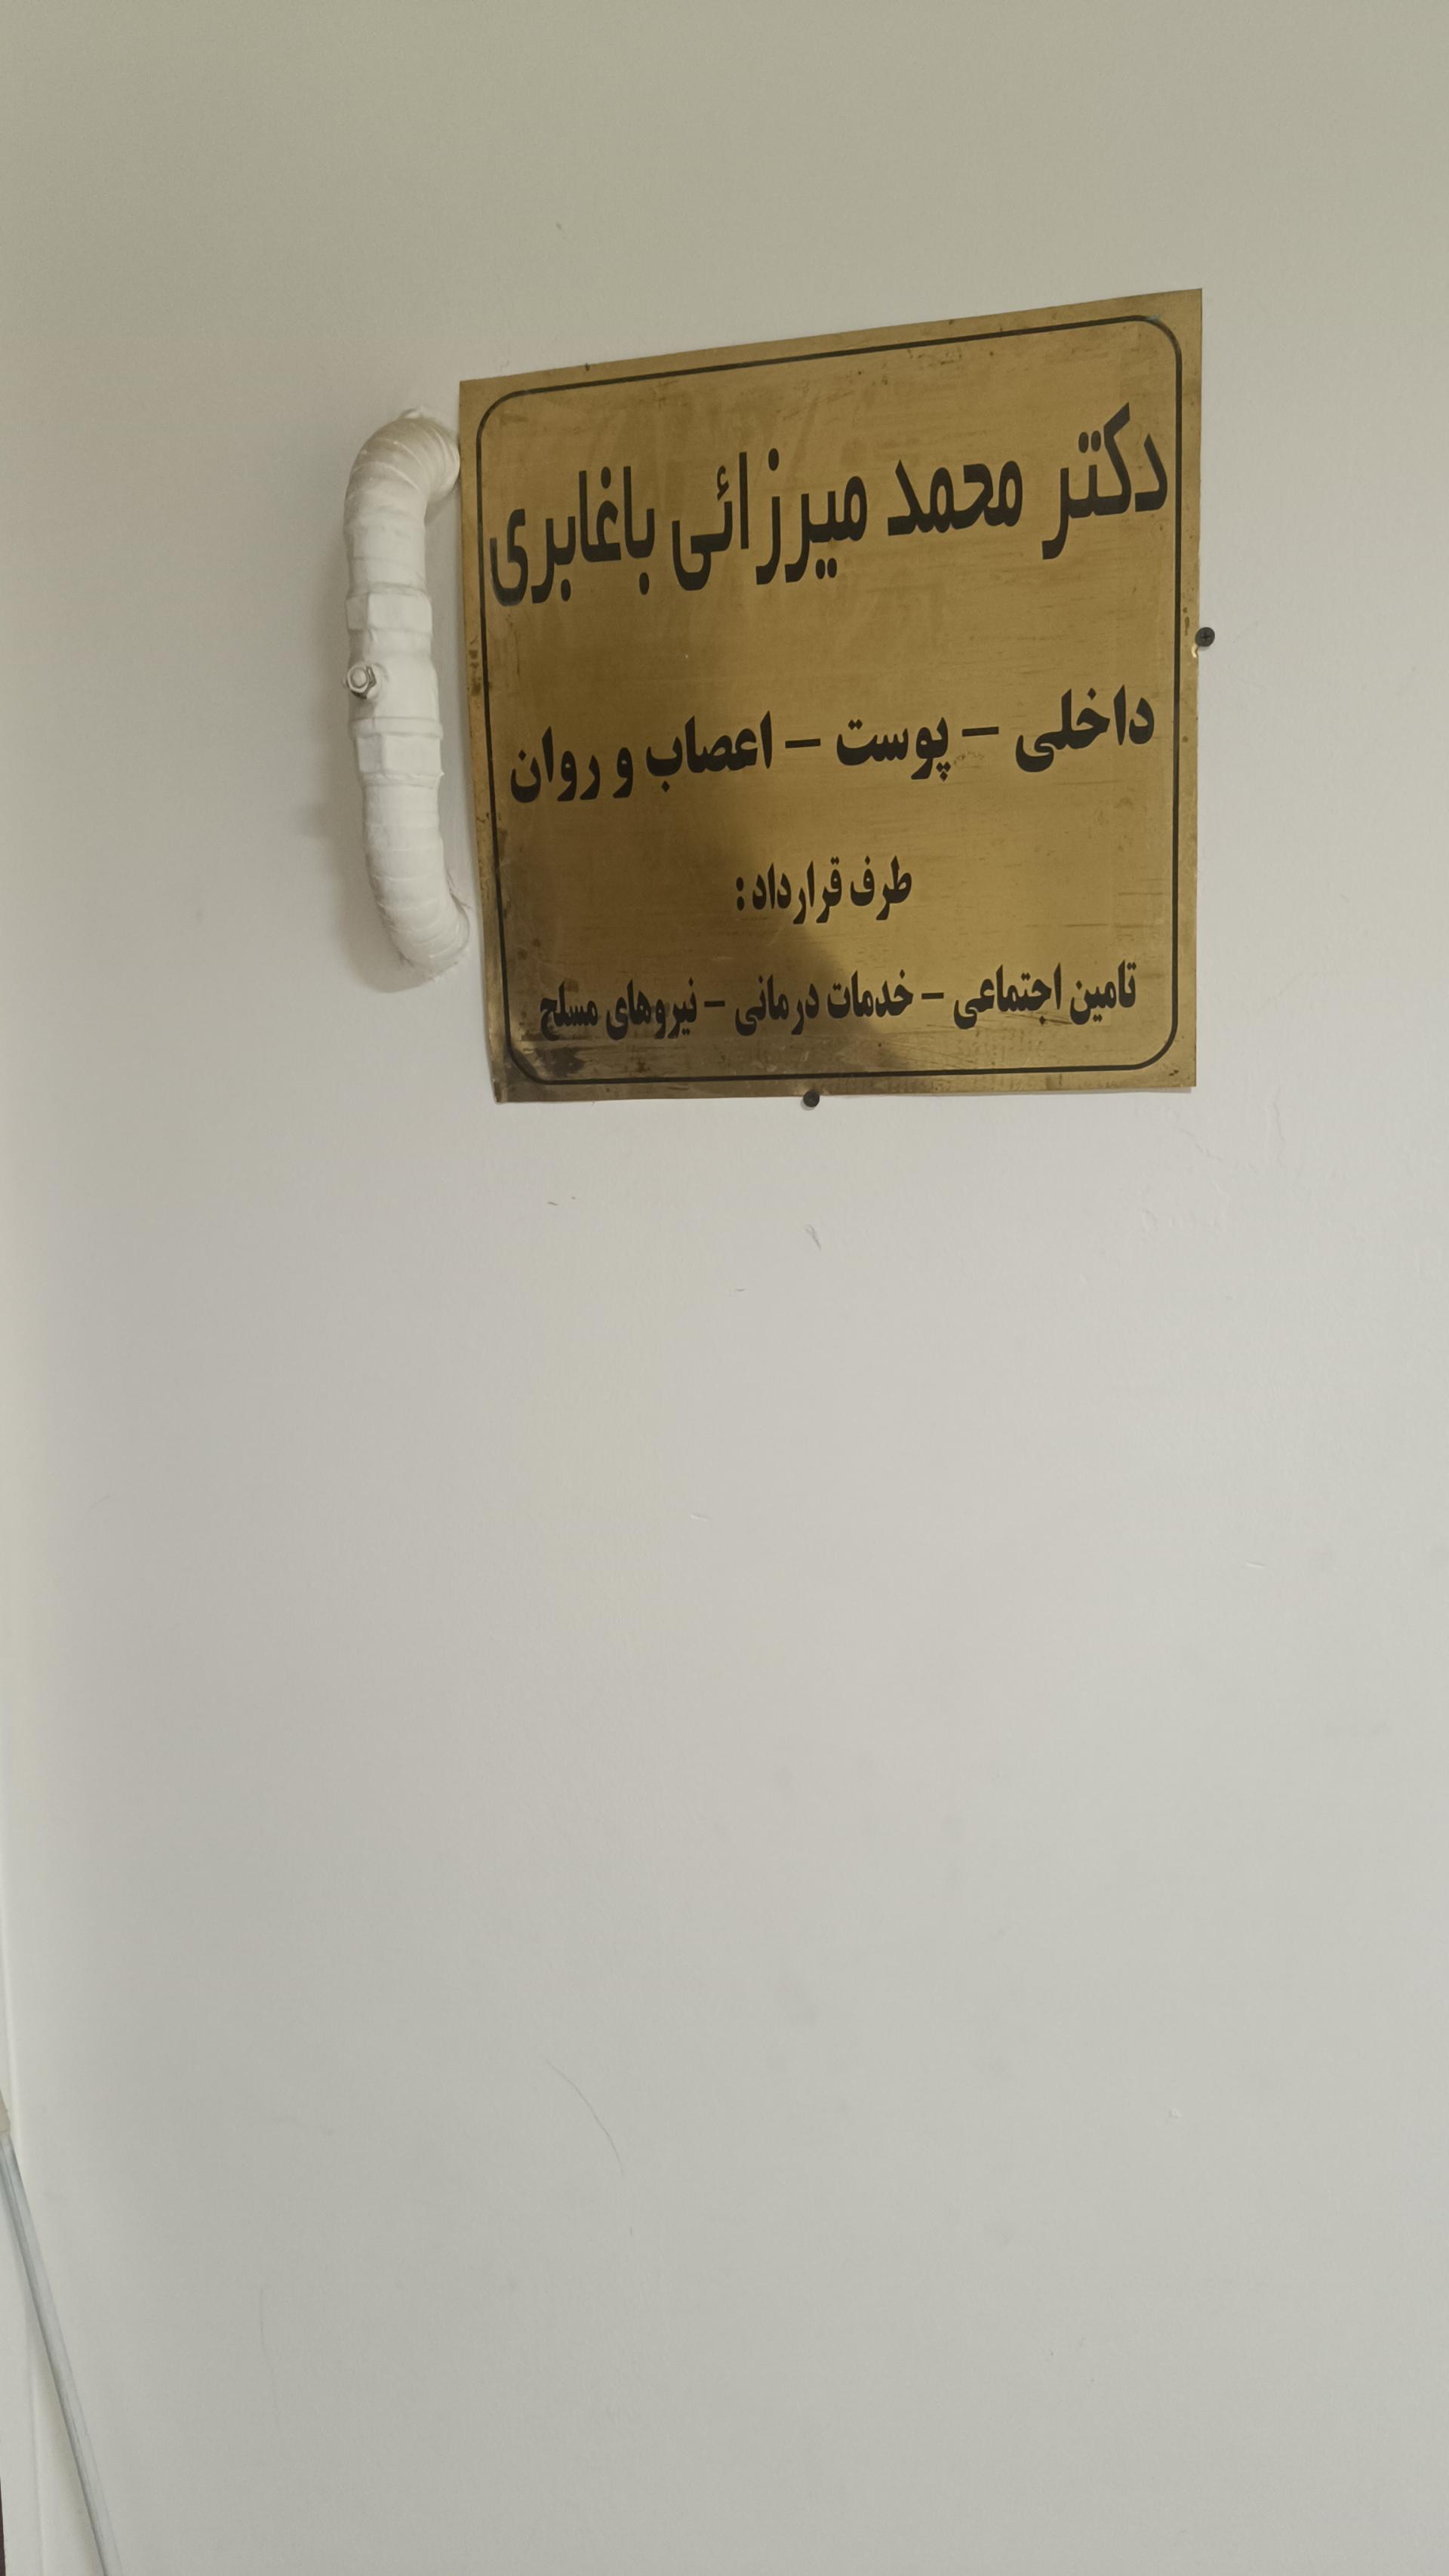 دکتر محمد میرزائی باغابری
داخلی – پوست – اعصاب و روان
طرف قرارداد :
تامین اجتماعی – خدمات درمانی – نیروهای مسلح